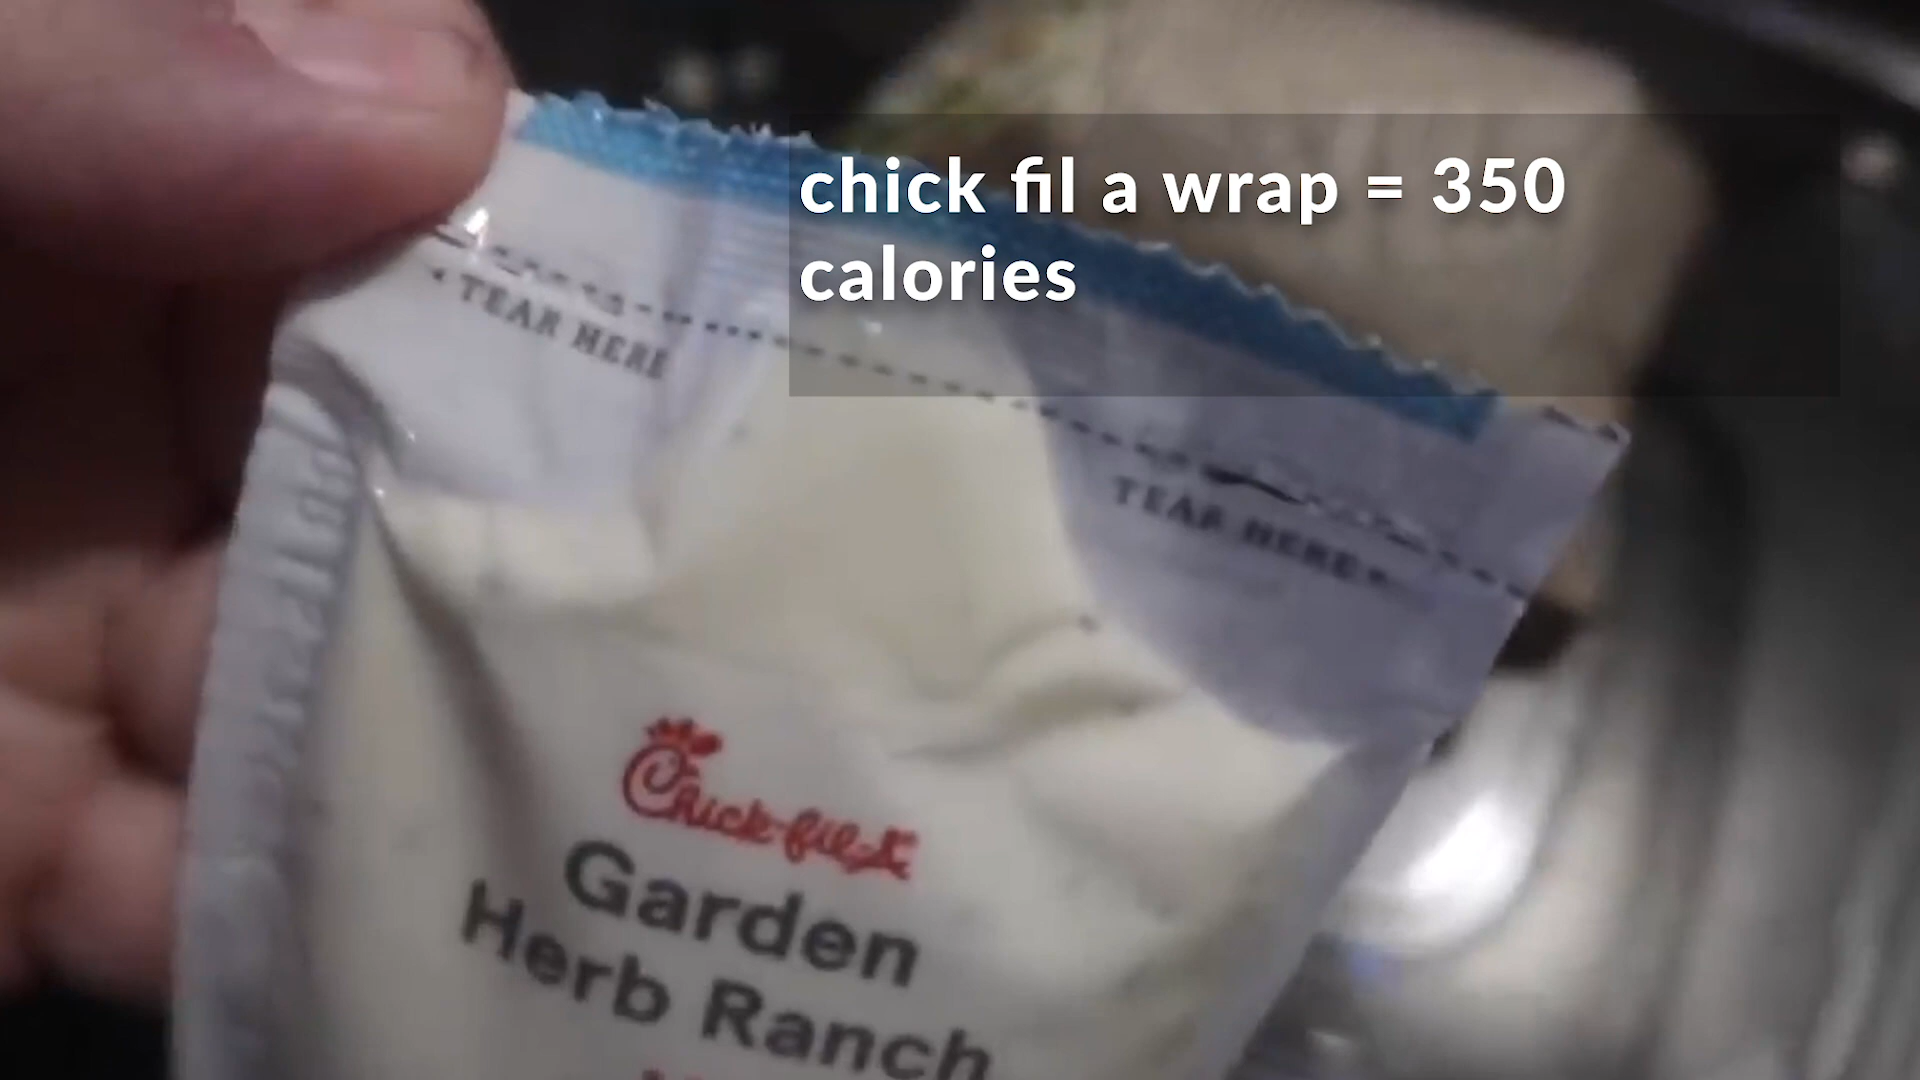 chick fil a wrap = 350
calories
TEAR HERE
TEAR HERE
Chick-fil-A
Garden
Herb Ranch